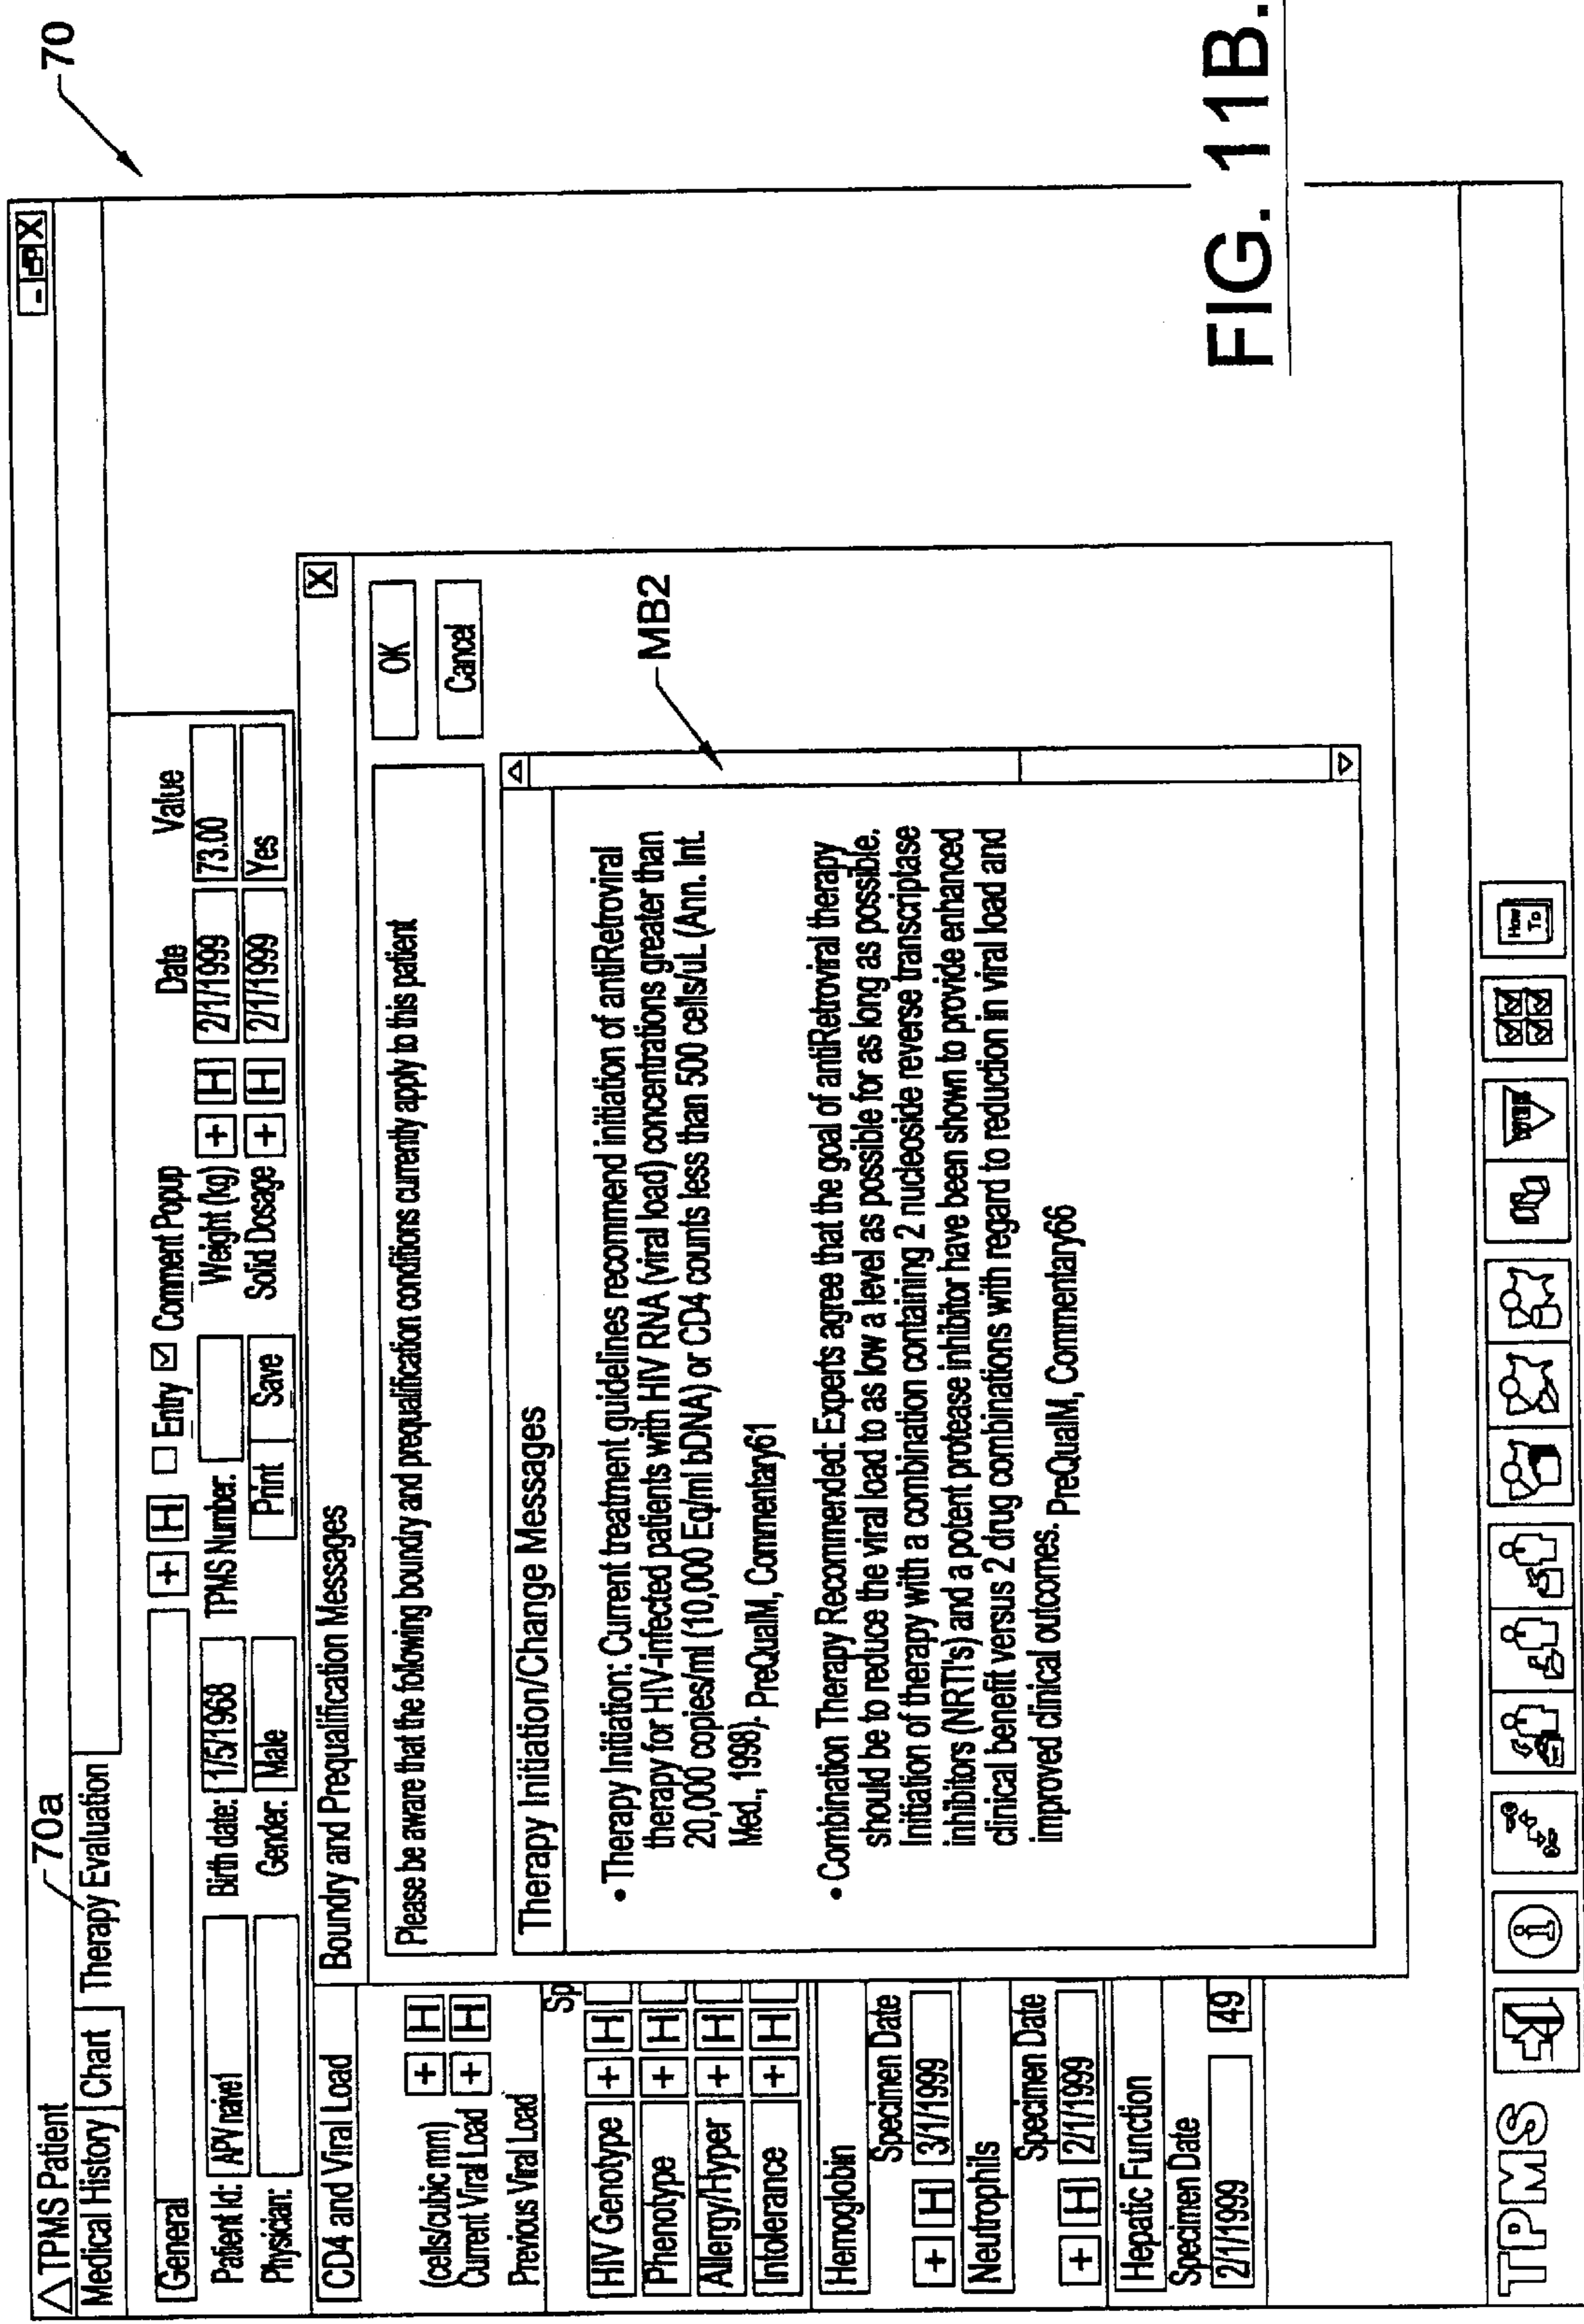 70
△TPMS Patient
70a
Medical History Chart Therapy Evaluation
General
+ H □ Entry ☑ Comment Popup Date Value
Patient Id: APV naive1 Birth date: 1/5/1968 TPMS Number: Weight (kg) + H 2/1/1999 73.00
Physician: Gender: Male Print Save Solid Dosage + H 2/1/1999 Yes
CD4 and Viral Load
Boundry and Prequalification Messages X
(cells/cubic mm) + H
Current Viral Load + H
Previous Viral Load
Please be aware that the following boundry and prequalification conditions currently apply to this patient
OK
Cancel
Sp
HIV Genotype + H
Phenotype + H
Allergy/Hyper + H
Intolerance + H
Therapy Initiation/Change Messages
MB2
• Therapy Initiation: Current treatment guidelines recommend initiation of antiRetroviral
therapy for HIV-infected patients with HIV RNA (viral load) concentrations greater than
20,000 copies/ml (10,000 Eq/ml bDNA) or CD4 counts less than 500 cells/uL (Ann. Int.
Med., 1998). PreQualM, Commentary61
• Combination Therapy Recommended: Experts agree that the goal of antiRetroviral therapy
should be to reduce the viral load to as low a level as possible for as long as possible.
Initiation of therapy with a combination containing 2 nucleoside reverse transcriptase
inhibitors (NRTIs) and a potent protease inhibitor have been shown to provide enhanced
clinical benefit versus 2 drug combinations with regard to reduction in viral load and
improved clinical outcomes. PreQualM, Commentary66
Hemoglobin
Specimen Date
+ H 3/1/1999
Neutrophils
Specimen Date
+ H 2/1/1999
Hepatic Function
Specimen Date
2/1/1999 49
TPMS
i
How
To
FIG. 11B.